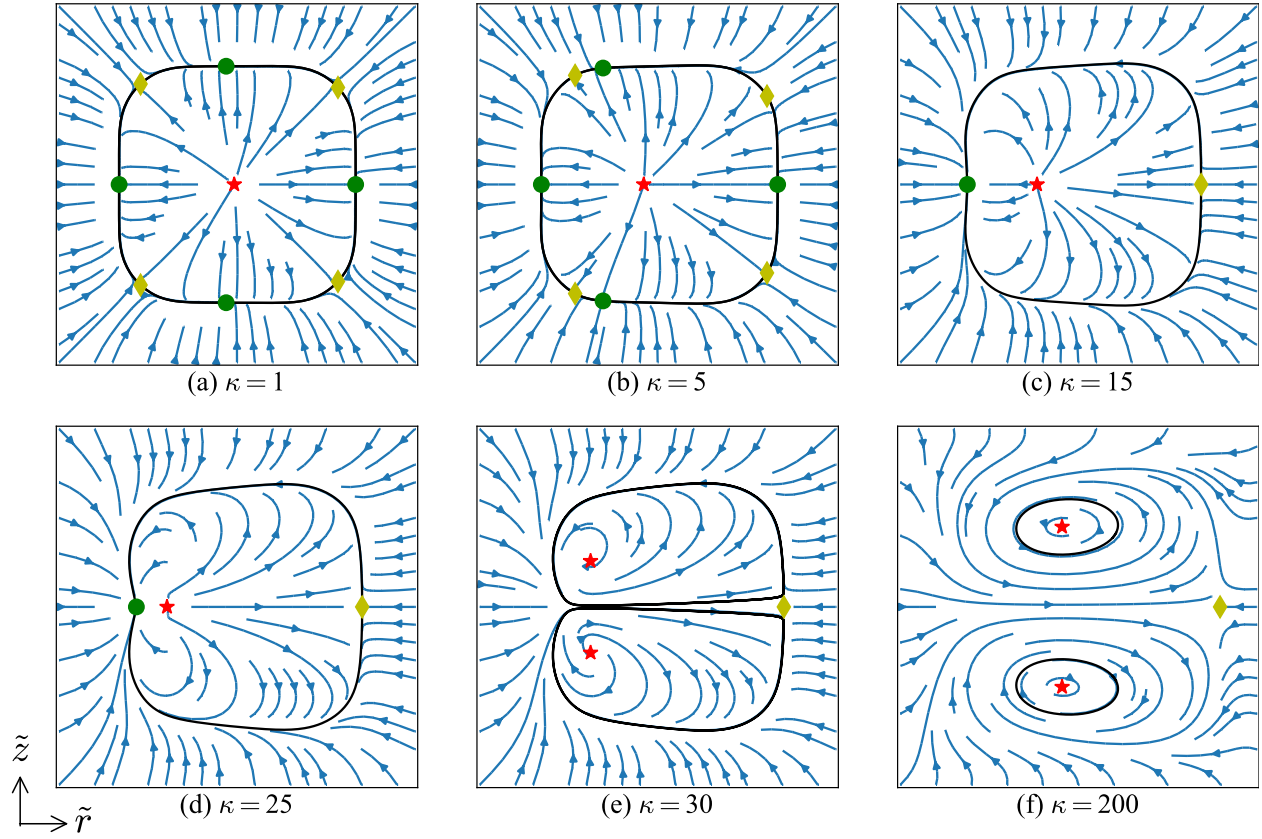 (a) κ = 1
(b) κ = 5
(c) κ = 15
(d) κ = 25
(e) κ = 30
(f) κ = 200
z̃
r̃